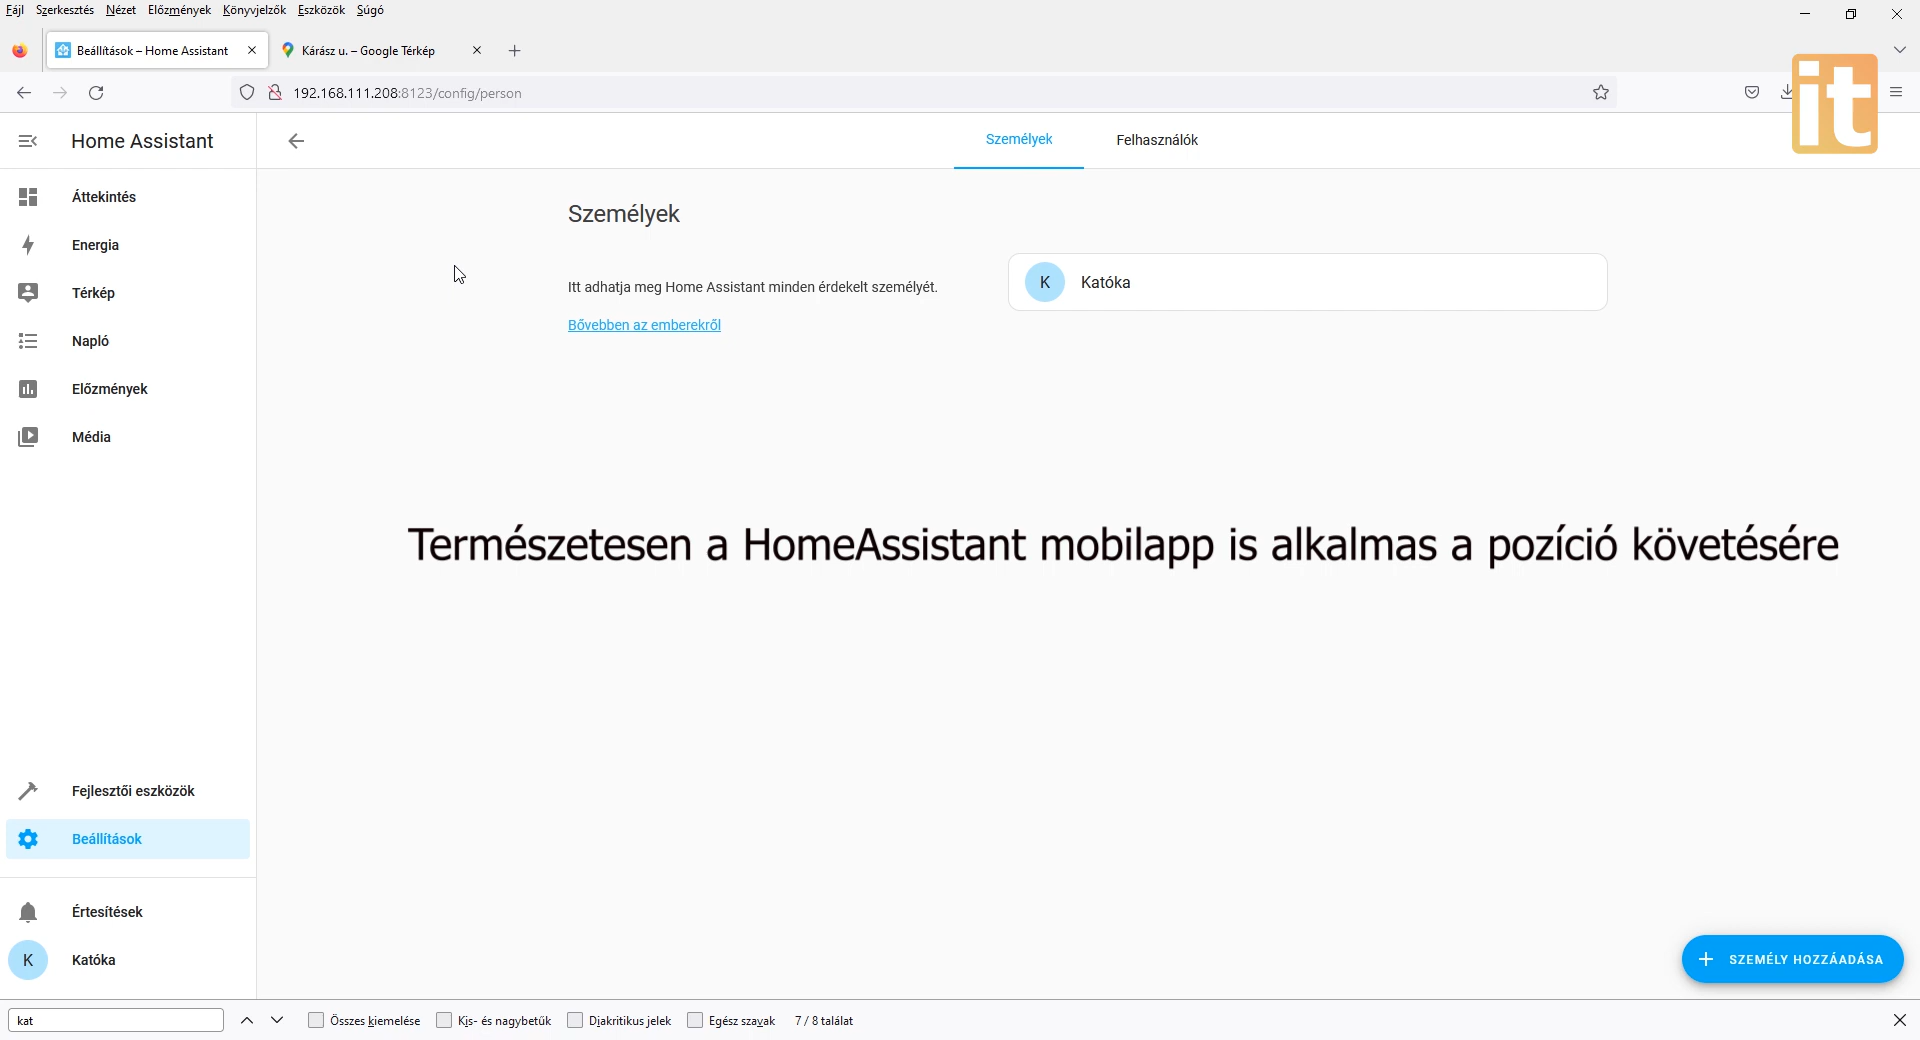 Fájl Szerkesztés Nézet Előzmények Könyvjelzők Eszközök Súgó
Beállítások – Home Assistant
Kárász u. – Google Térkép
192.168.111.208:8123/config/person
it
Home Assistant
Személyek
Felhasználók
Áttekintés
Energia
Térkép
Napló
Előzmények
Média
Személyek
Itt adhatja meg Home Assistant minden érdekelt személyét.
Bővebben az emberekről
K
Katóka
Természetesen a HomeAssistant mobilapp is alkalmas a pozíció követésére
Fejlesztői eszközök
Beállítások
Értesítések
K
Katóka
SZEMÉLY HOZZÁADÁSA
kat
Összes kiemelése
Kis- és nagybetűk
Diakritikus jelek
Egész szavak
7 / 8 találat